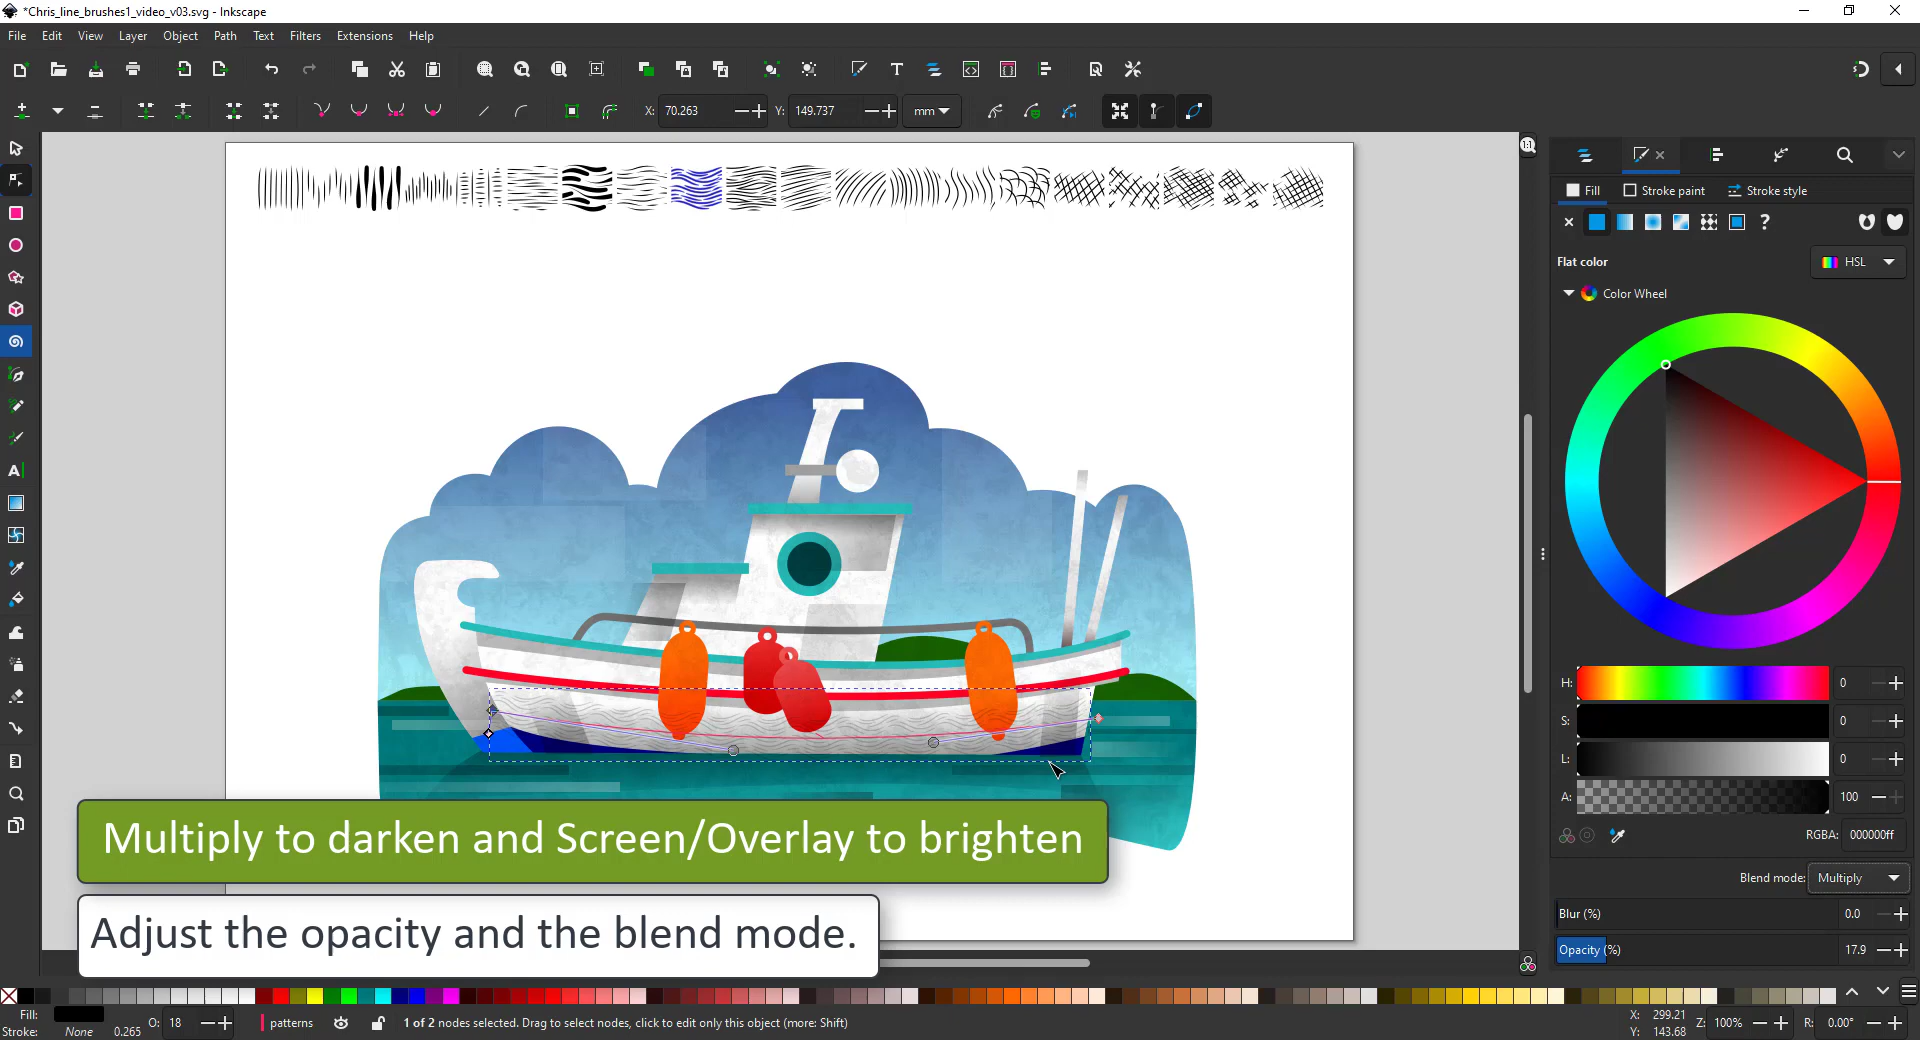 *Chris_line_brushes1_video_v03.svg - Inkscape
File Edit View Layer Object Path Text Filters Extensions Help
X: 70.263 Y: 149.737 mm
1:1
Fill Stroke paint Stroke style
?
Flat color HSL
Color Wheel
H: 0
S: 0
L: 0
A: 100
RGBA: 000000ff
Blend mode: Multiply
Blur (%) 0.0
Opacity (%) 17.9
Multiply to darken and Screen/Overlay to brighten
Adjust the opacity and the blend mode.
Fill:
Stroke: None 0.265 O: 18 patterns 1 of 2 nodes selected. Drag to select nodes, click to edit only this object (more: Shift)
X: 299.21
Y: 143.68 Z: 100% R: 0.00°